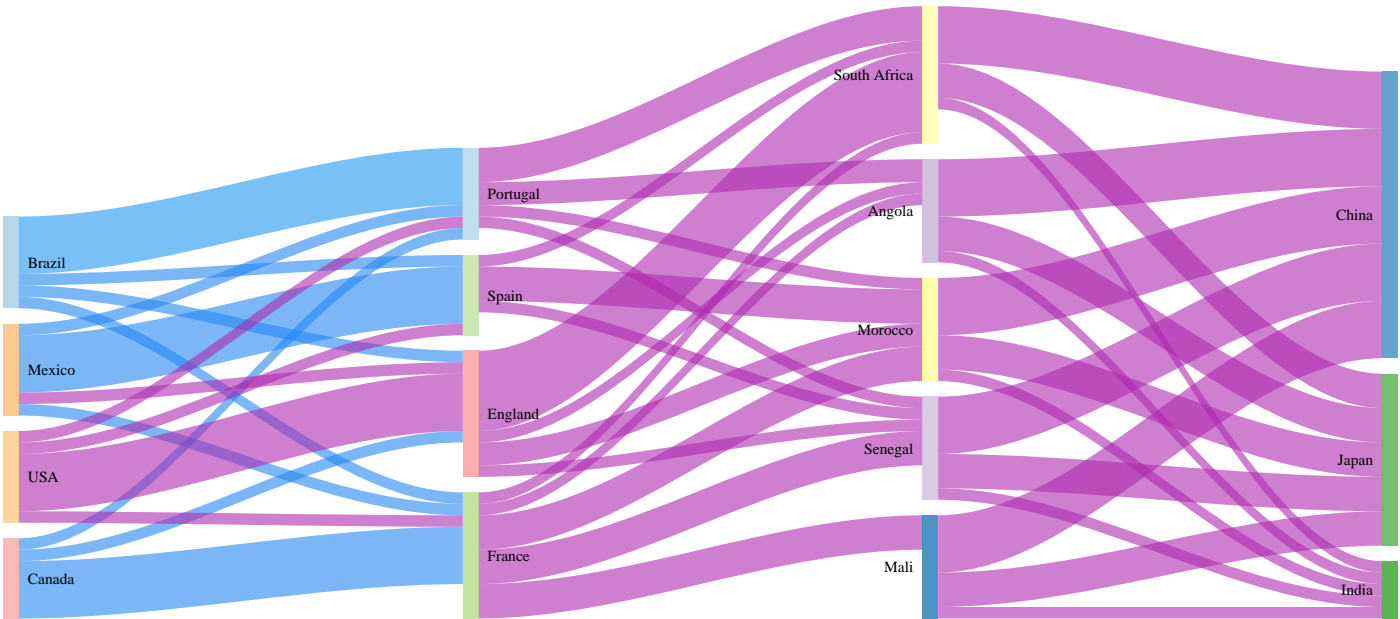 Brazil
Mexico
USA
Canada
Portugal
Spain
England
France
South Africa
Angola
Morocco
Senegal
Mali
China
Japan
India